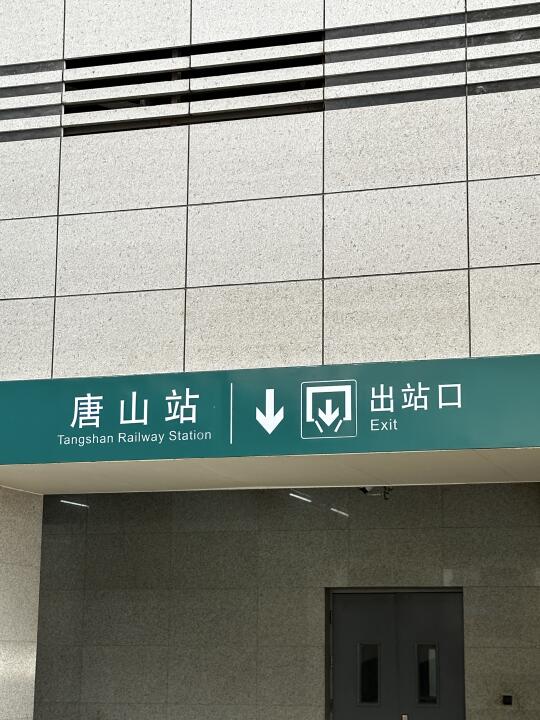 唐山站
Tangshan Railway Station
出站口
Exit